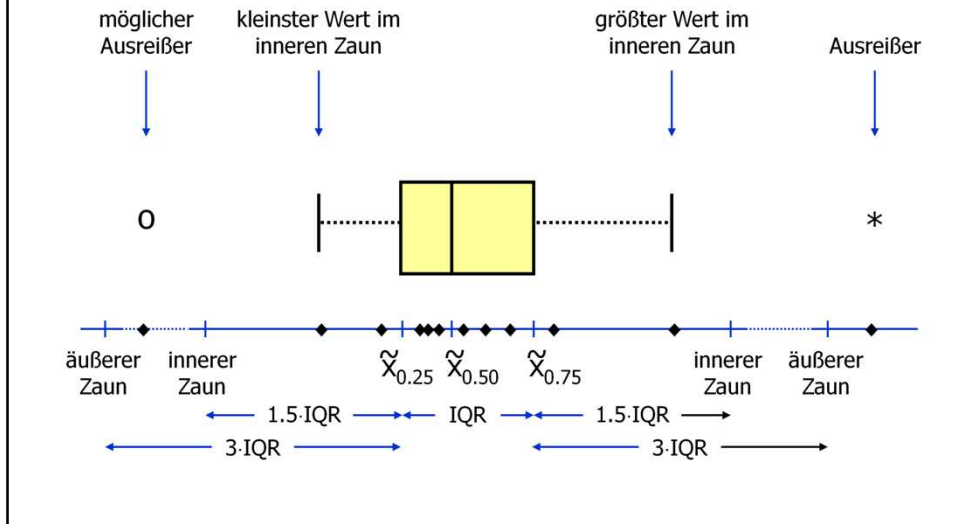 möglicher
Ausreißer
kleinster Wert im
inneren Zaun
größter Wert im
inneren Zaun
Ausreißer
o
*
äußerer
Zaun
innerer
Zaun
x̃0.25
x̃0.50
x̃0.75
innerer
Zaun
äußerer
Zaun
1.5·IQR
IQR
1.5·IQR
3·IQR
3·IQR